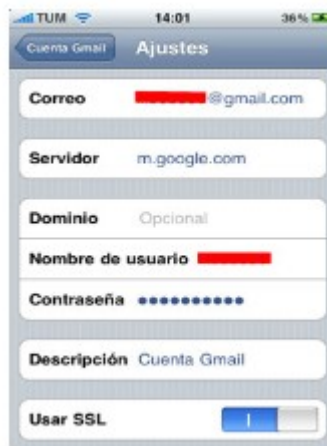 TUM 14:01 36%
Cuenta Gmail Ajustes
Correo @gmail.com
Servidor m.google.com
Dominio Opcional
Nombre de usuario
Contraseña ••••••••••
Descripción Cuenta Gmail
Usar SSL